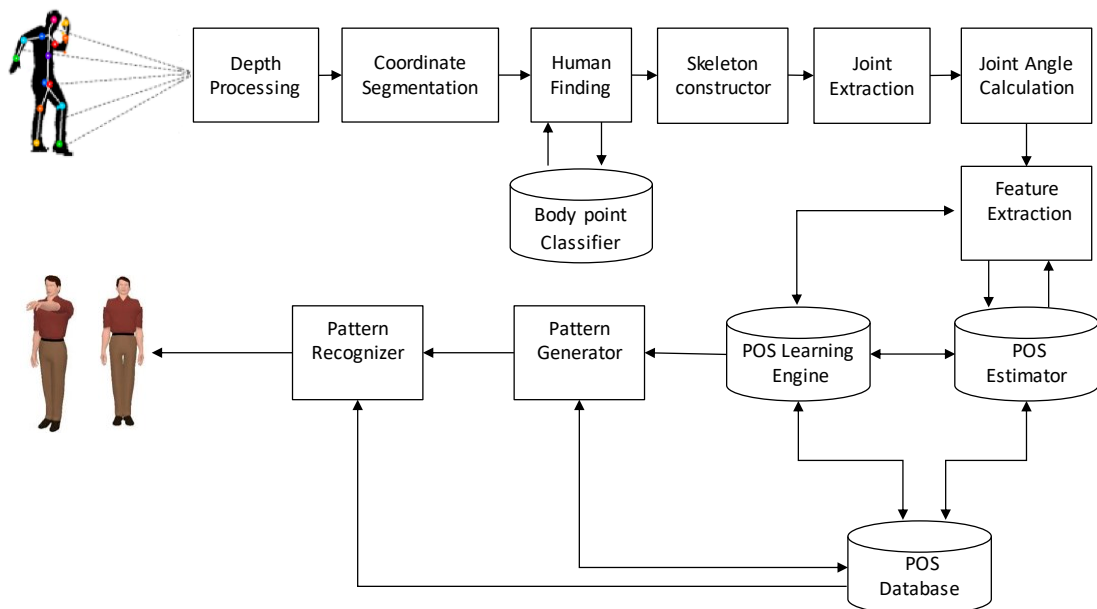 Depth
Processing
Coordinate
Segmentation
Human
Finding
Skeleton
constructor
Joint
Extraction
Joint Angle
Calculation
Body point
Classifier
Feature
Extraction
Pattern
Recognizer
Pattern
Generator
POS Learning
Engine
POS
Estimator
POS
Database